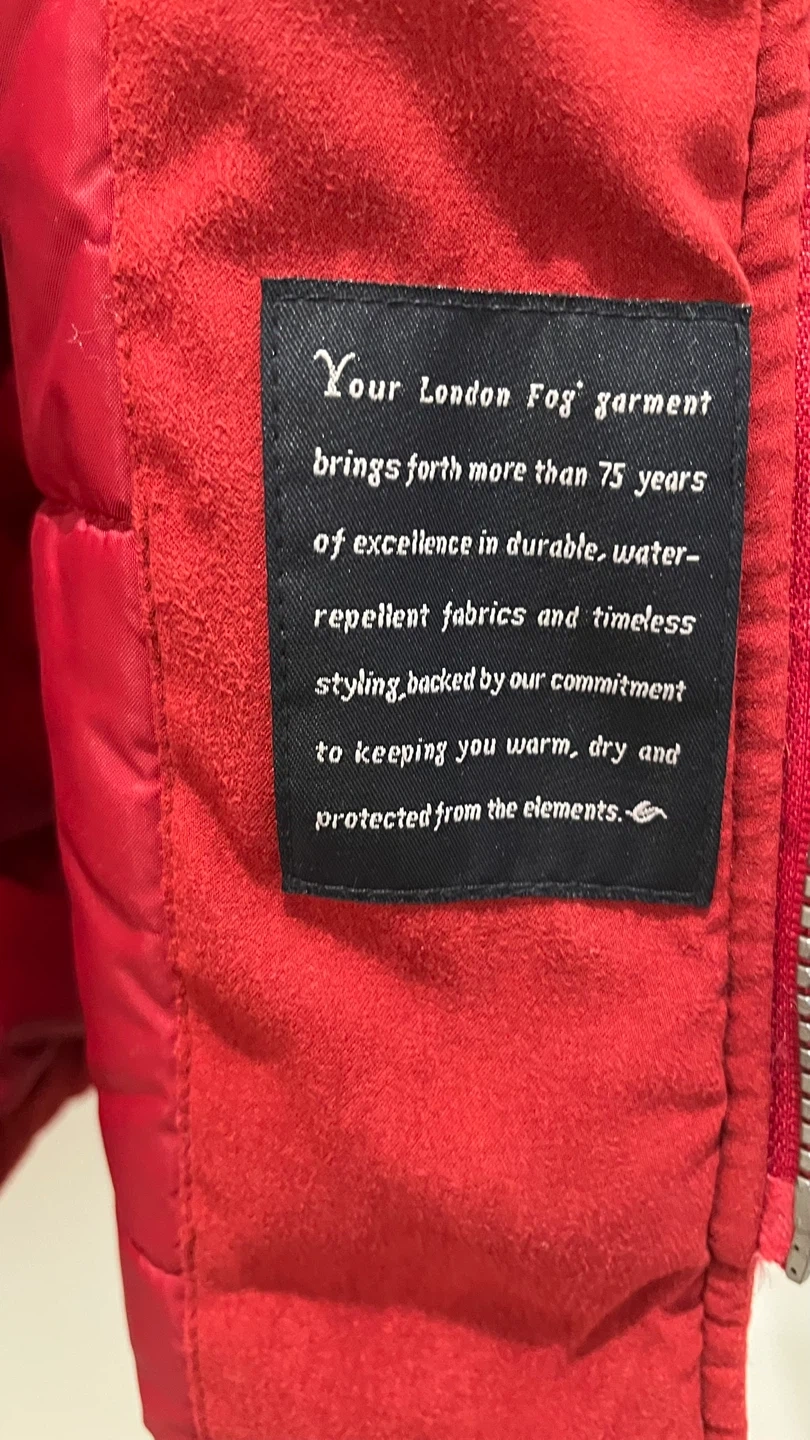 Your London Fog® garment
brings forth more than 75 years
of excellence in durable, water-
repellent fabrics and timeless
styling, backed by our commitment
to keeping you warm, dry and
protected from the elements.